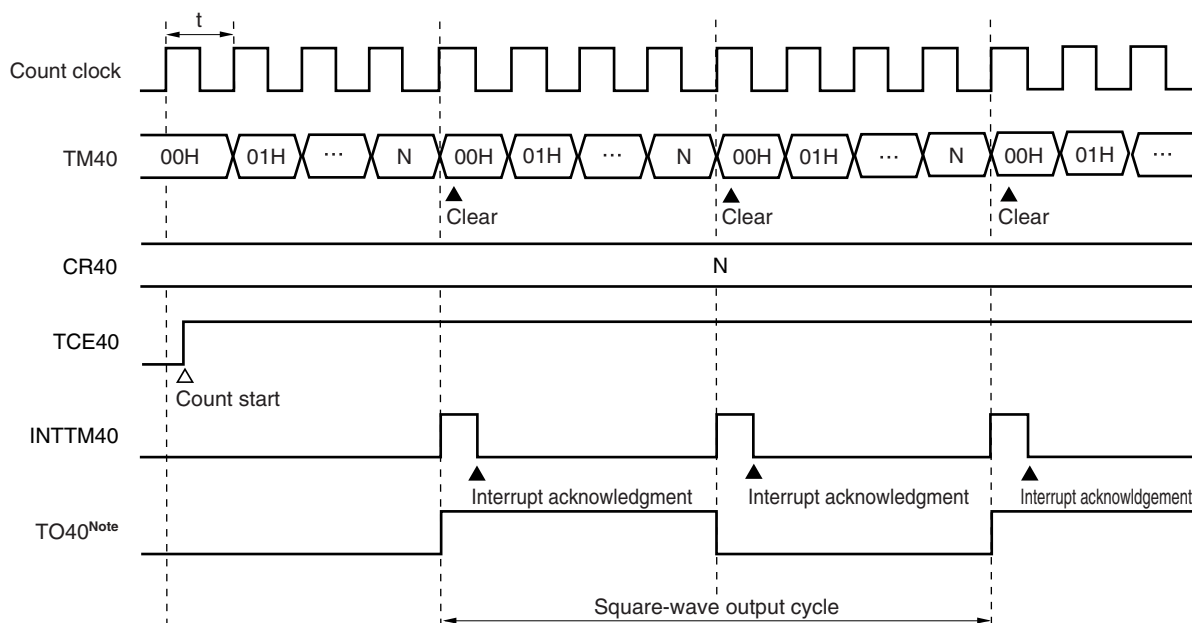 t
Count clock
TM40 00H 01H ... N 00H 01H ... N 00H 01H ... N 00H 01H ...
Clear Clear Clear
CR40 N
TCE40
Count start
INTTM40
Interrupt acknowledgment Interrupt acknowledgment Interrupt acknowldgement
TO40Note
Square-wave output cycle